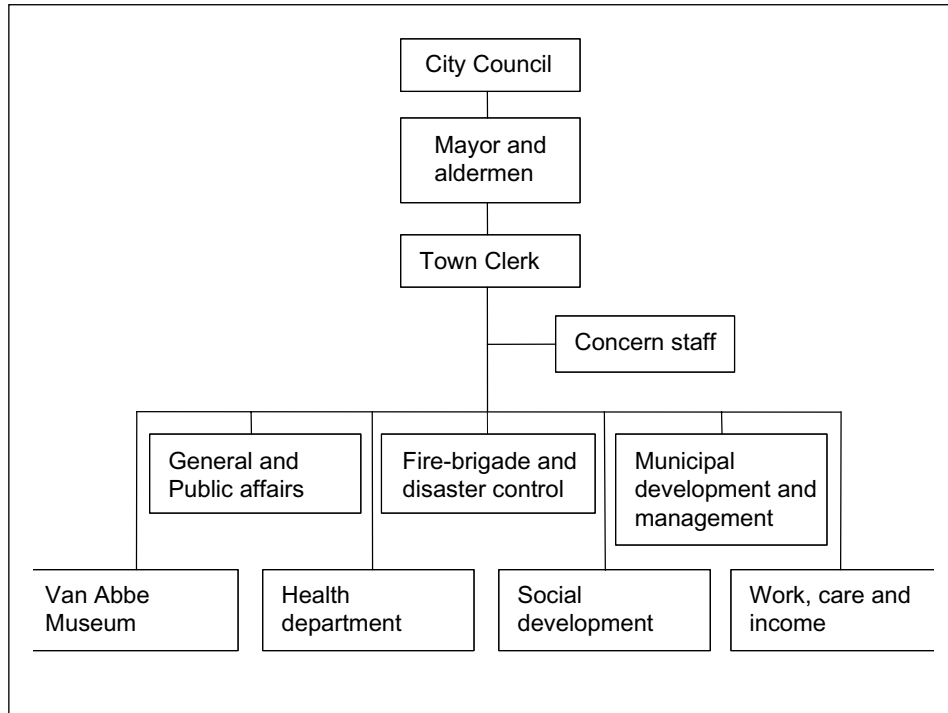 City Council
Mayor and
aldermen
Town Clerk
Concern staff
General and
Public affairs
Fire-brigade and
disaster control
Municipal
development and
management
Van Abbe
Museum
Health
department
Social
development
Work, care and
income